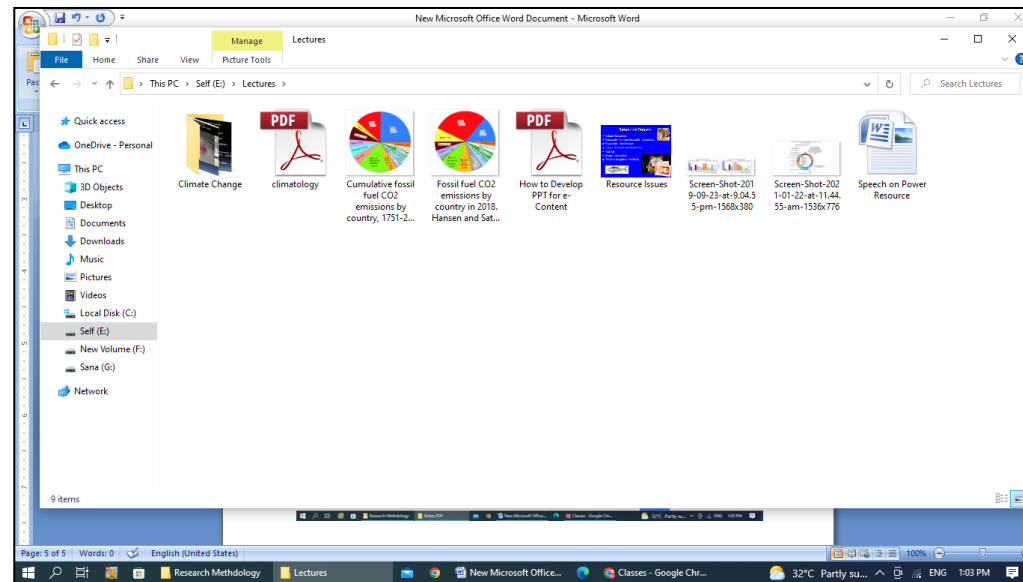 New Microsoft Office Word Document - Microsoft Word
Manage
Lectures
File
Home
Share
View
Picture Tools
Pas
This PC > Self (E:) > Lectures >
Search Lectures
Quick access
OneDrive - Personal
This PC
3D Objects
Desktop
Documents
Downloads
Music
Pictures
Videos
Local Disk (C:)
Self (E:)
New Volume (F:)
Sana (G:)
Network
Climate Change
PDF
climatology
Cumulative fossil
fuel CO2
emissions by
country, 1751-2...
Fossil fuel CO2
emissions by
country in 2018.
Hansen and Sat...
PDF
How to Develop
PPT for e-
Content
Resource Issues
Screen-Shot-201
9-09-23-at-9.04.5
5-pm-1568x380
Screen-Shot-202
1-01-22-at-11.44.
55-am-1536x776
W
Speech on Power
Resource
9 items
Page: 5 of 5
Words: 0
English (United States)
100%
Research Methdology
Lectures
New Microsoft Office...
Classes - Google Chr...
32°C Partly su...
ENG
1:03 PM